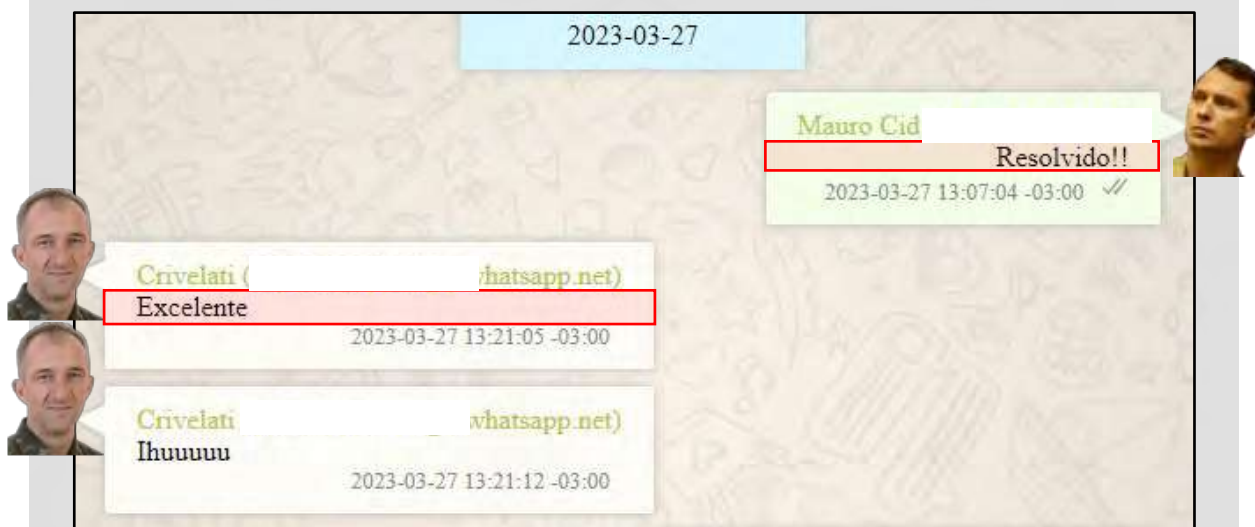 2023-03-27
Mauro Cid
Resolvido!!
2023-03-27 13:07:04 -03:00
Crivelati ( whatsapp.net)
Excelente
2023-03-27 13:21:05 -03:00
Crivelati whatsapp.net)
Ihuuuuu
2023-03-27 13:21:12 -03:00